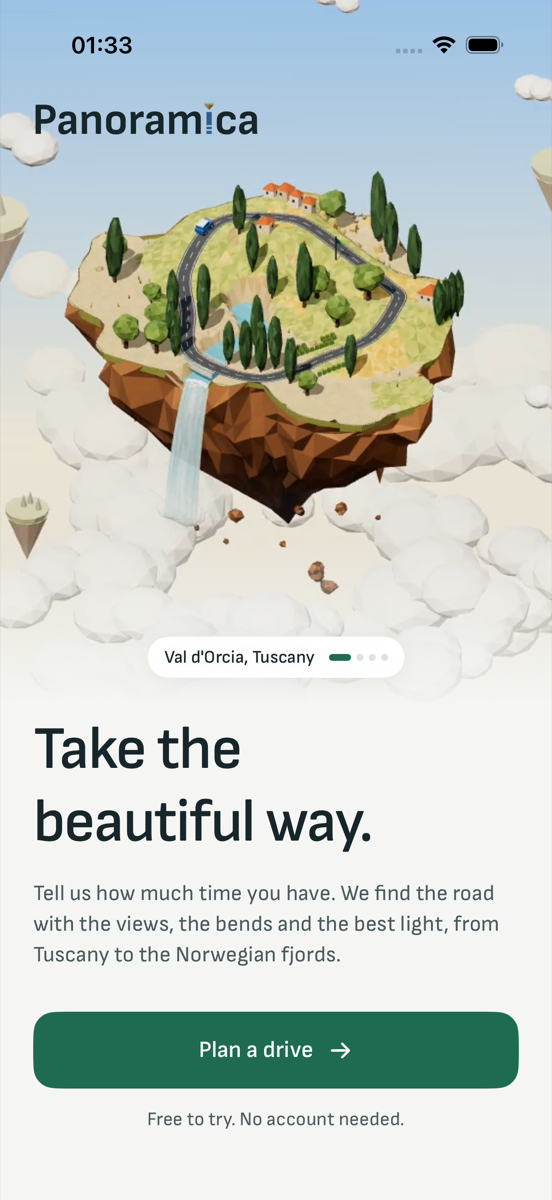 01:33
Panoramica
Val d'Orcia, Tuscany
Take the
beautiful way.
Tell us how much time you have. We find the road
with the views, the bends and the best light, from
Tuscany to the Norwegian fjords.
Plan a drive →
Free to try. No account needed.